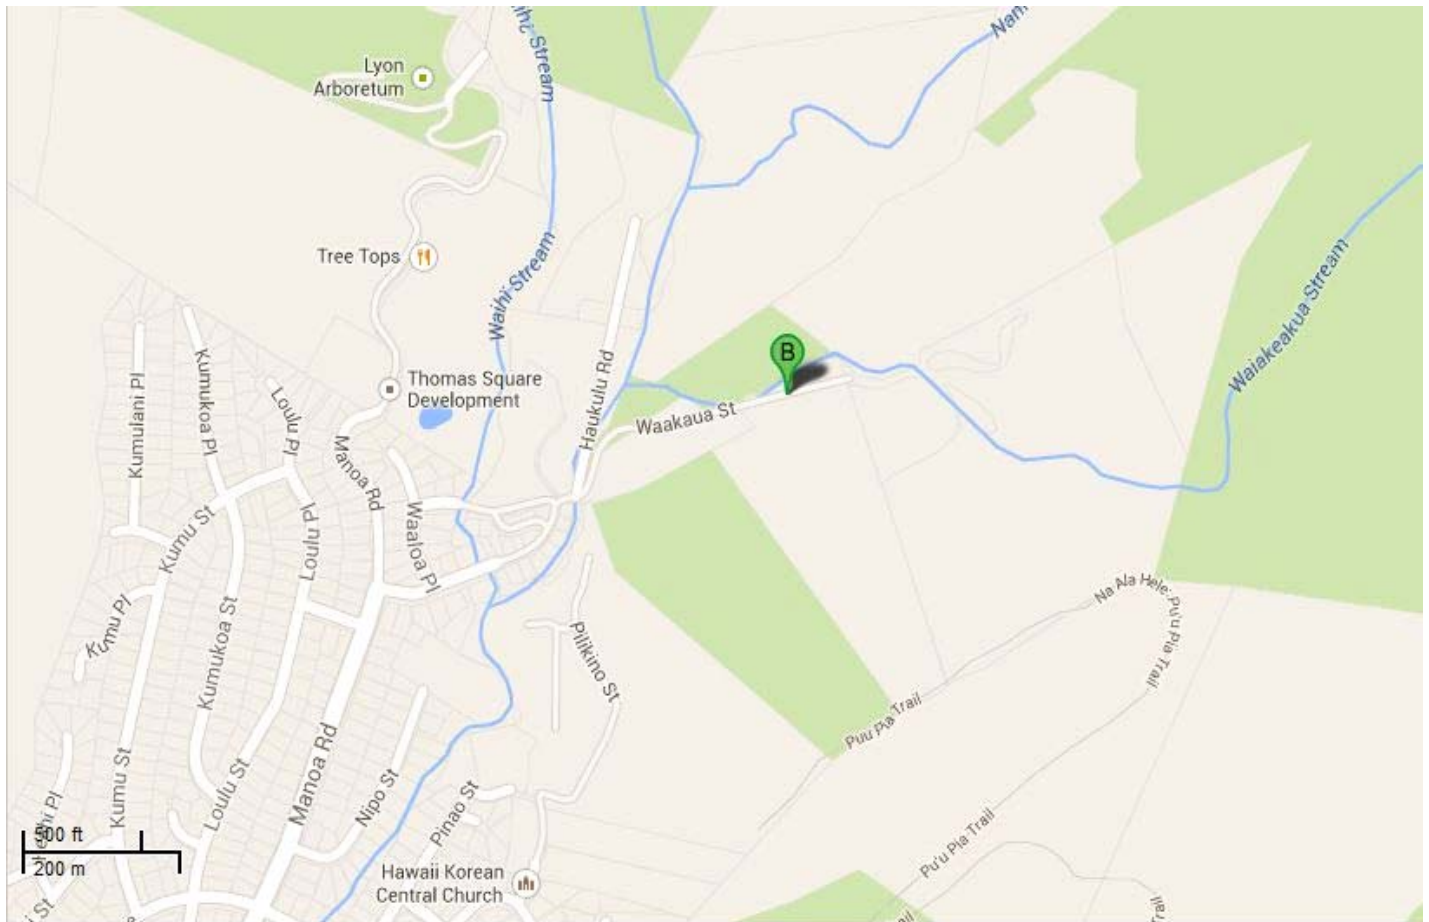 Waihi Stream
Nam
Lyon
Arboretum
Tree Tops
Waihi Stream
Waiakeakua Stream
B
Thomas Square
Development
Haukulu Rd
Waakaua St
Kumulani Pl
Kumukoa Pl
Loulu Pl
Manoa Rd
Waaloa Pl
Kumu St
Loulu Pl
Kumu Pl
Kumukoa St
Pilikino St
Na Ala Hele-Pu'u Pia Trail
Puu Pia Trail
Kumu St
Loulu St
Manoa Rd
Nipo St
Pinao St
Pu'u Pia Trail
500 ft
200 m
Hawaii Korean
Central Church